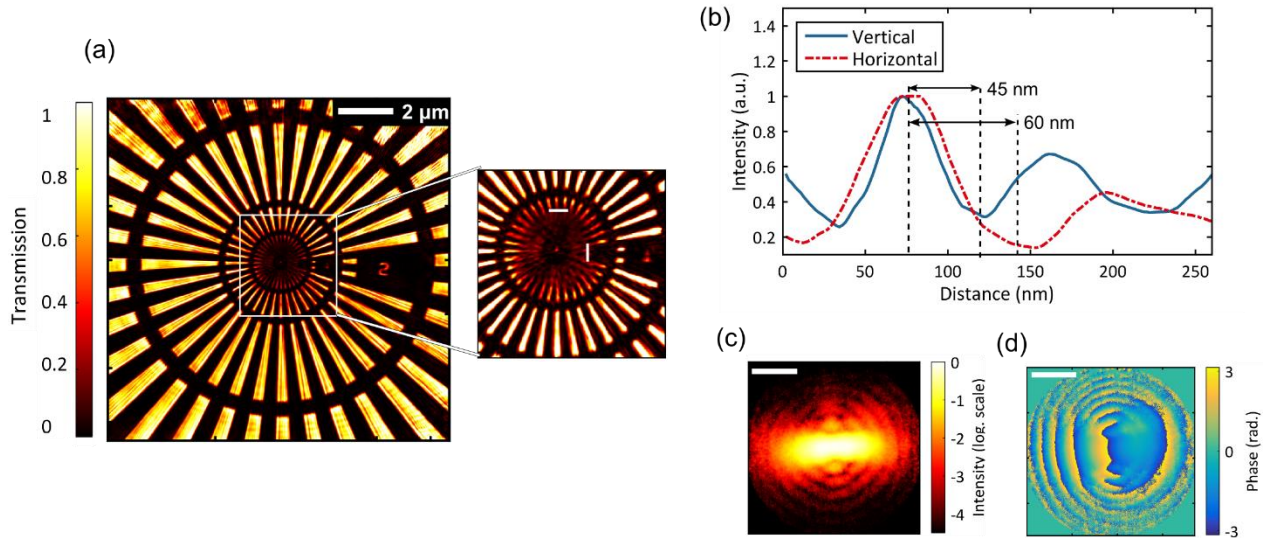 (a)
Transmission
1
0.8
0.6
0.4
0.2
0
2 µm
2
(b)
Intensity (a.u.)
1.4
1.2
1.0
0.8
0.6
0.4
0.2
Vertical
Horizontal
45 nm
60 nm
0
50
100
150
200
250
Distance (nm)
(c)
0
-1
-2
-3
-4
Intensity (log. scale)
(d)
3
0
-3
Phase (rad.)